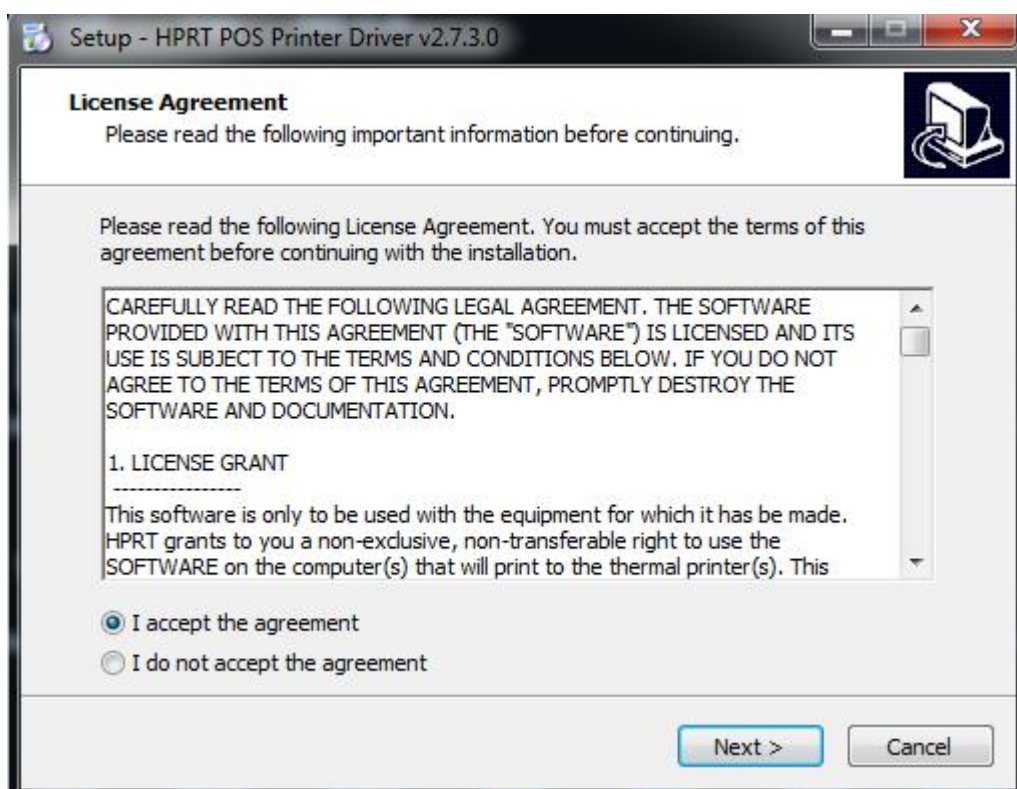 Setup - HPRT POS Printer Driver v2.7.3.0
License Agreement
Please read the following important information before continuing.
Please read the following License Agreement. You must accept the terms of this
agreement before continuing with the installation.
CAREFULLY READ THE FOLLOWING LEGAL AGREEMENT. THE SOFTWARE
PROVIDED WITH THIS AGREEMENT (THE "SOFTWARE") IS LICENSED AND ITS
USE IS SUBJECT TO THE TERMS AND CONDITIONS BELOW. IF YOU DO NOT
AGREE TO THE TERMS OF THIS AGREEMENT, PROMPTLY DESTROY THE
SOFTWARE AND DOCUMENTATION.
1. LICENSE GRANT
----------------
This software is only to be used with the equipment for which it has be made.
HPRT grants to you a non-exclusive, non-transferable right to use the
SOFTWARE on the computer(s) that will print to the thermal printer(s). This
I accept the agreement
I do not accept the agreement
Next >
Cancel